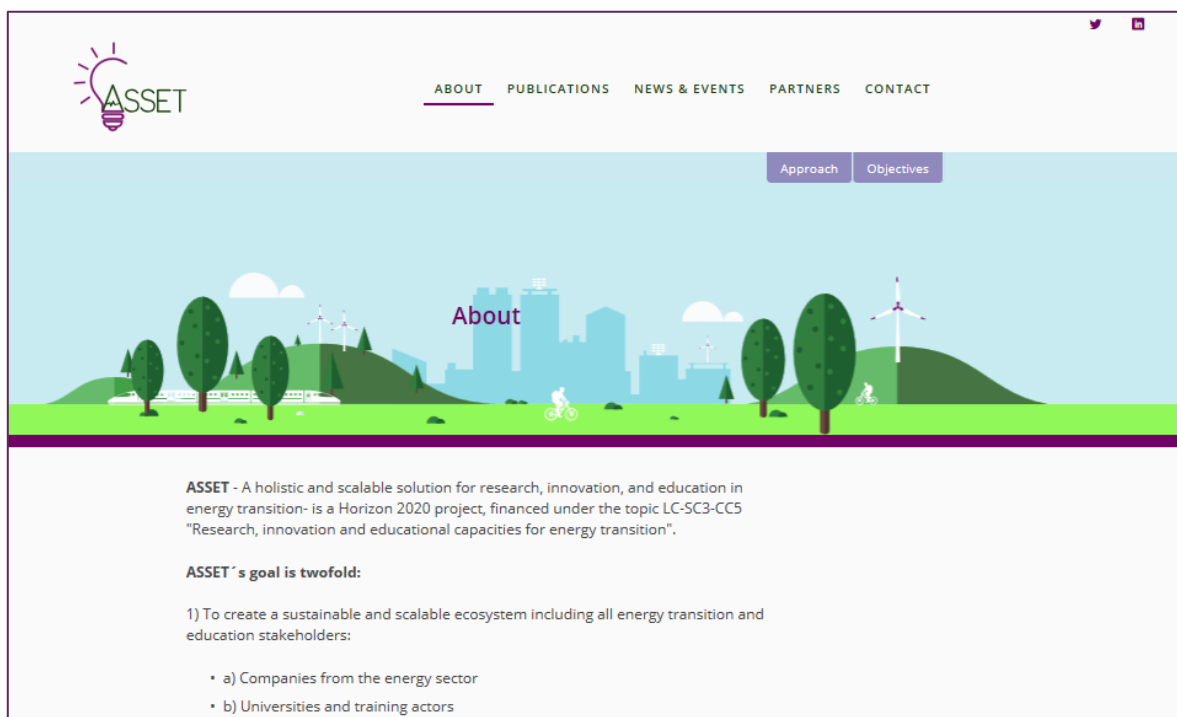 ASSET
ABOUT PUBLICATIONS NEWS & EVENTS PARTNERS CONTACT
Approach Objectives
About
ASSET - A holistic and scalable solution for research, innovation, and education in
energy transition- is a Horizon 2020 project, financed under the topic LC-SC3-CC5
"Research, innovation and educational capacities for energy transition".
ASSET´s goal is twofold:
1) To create a sustainable and scalable ecosystem including all energy transition and
education stakeholders:
• a) Companies from the energy sector
• b) Universities and training actors